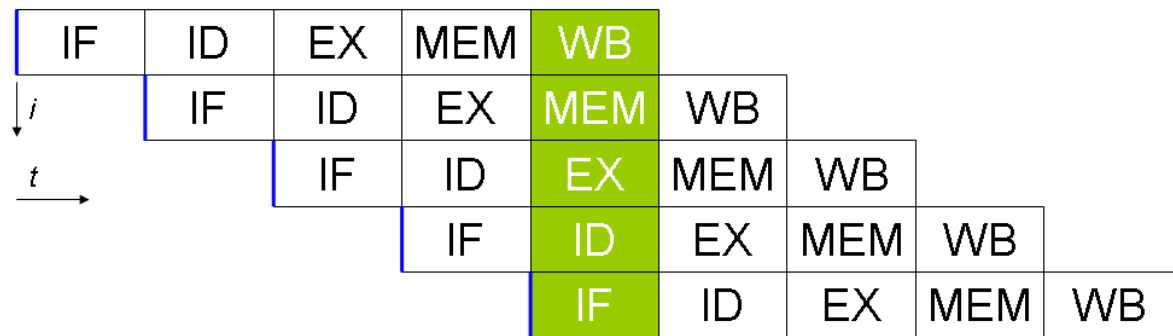 IF ID EX MEM WB
i IF ID EX MEM WB
t IF ID EX MEM WB
IF ID EX MEM WB
IF ID EX MEM WB